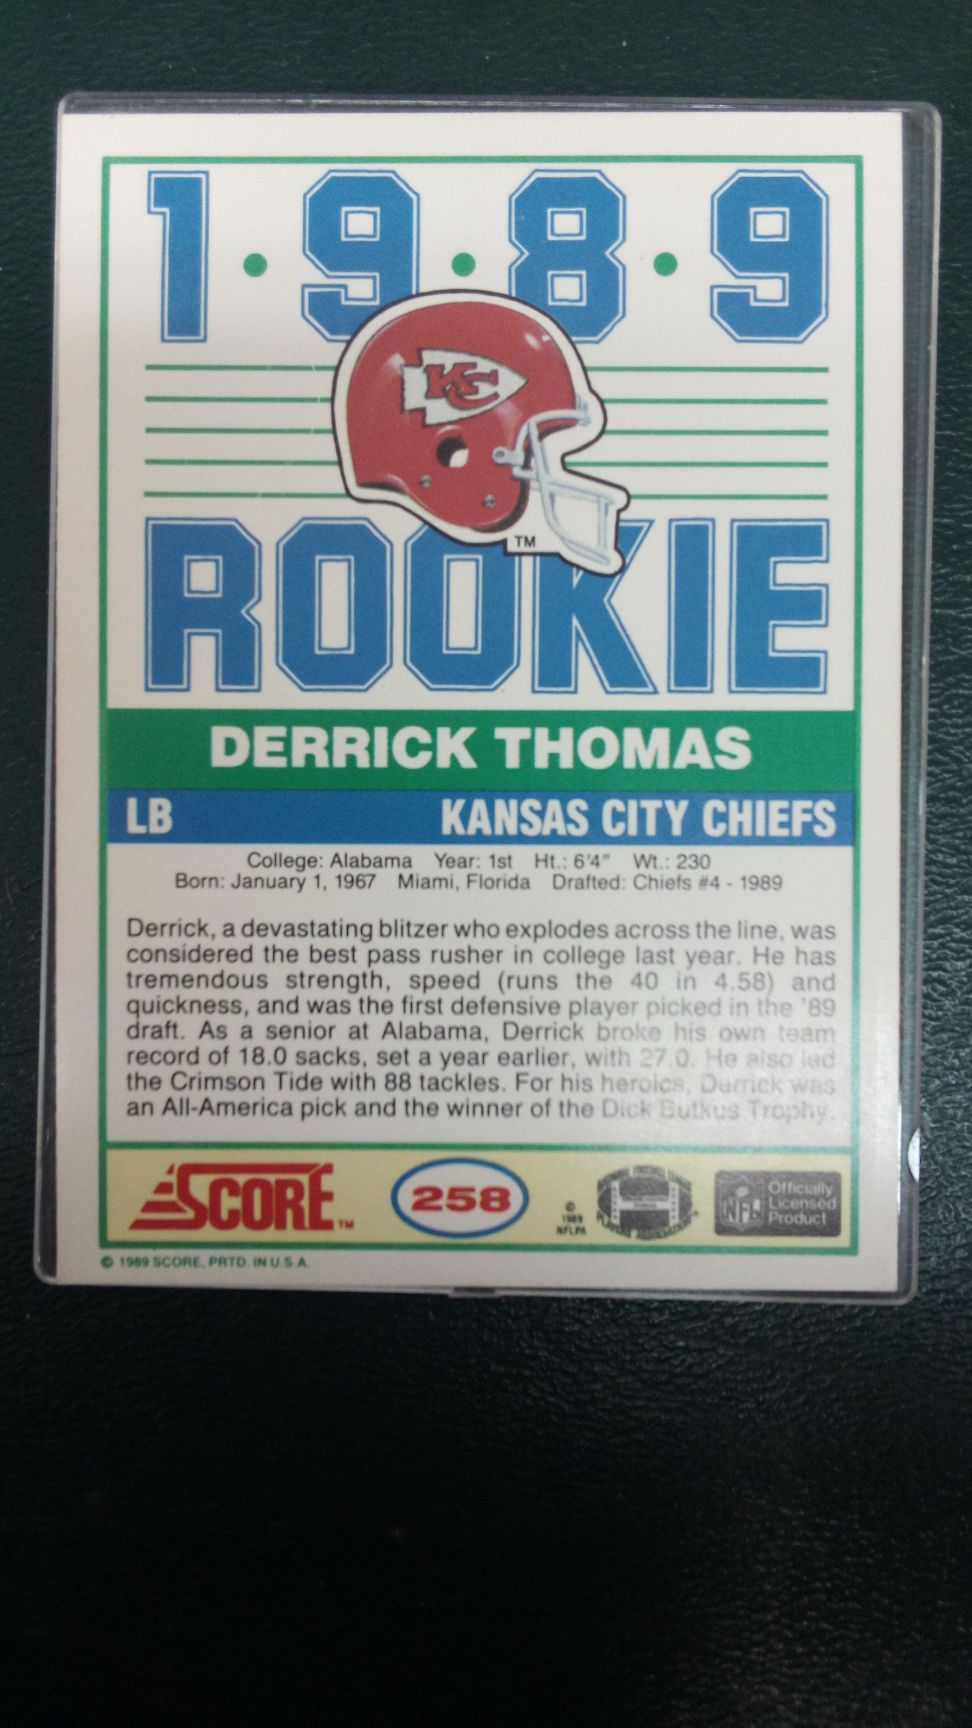 1•9•8•9
KC
TM
ROOKIE
DERRICK THOMAS
LB KANSAS CITY CHIEFS
College: Alabama Year: 1st Ht.: 6'4" Wt.: 230
Born: January 1, 1967 Miami, Florida Drafted: Chiefs #4 - 1989
Derrick, a devastating blitzer who explodes across the line, was
considered the best pass rusher in college last year. He has
tremendous strength, speed (runs the 40 in 4.58) and
quickness, and was the first defensive player picked in the '89
draft. As a senior at Alabama, Derrick broke his own team
record of 18.0 sacks, set a year earlier, with 27.0. He also led
the Crimson Tide with 88 tackles. For his heroics, Derrick was
an All-America pick and the winner of the Dick Butkus Trophy.
SCORE TM 258
© 1989 NFLPA
NFL
Officially
Licensed
Product
© 1989 SCORE, PRTD. IN U.S.A.